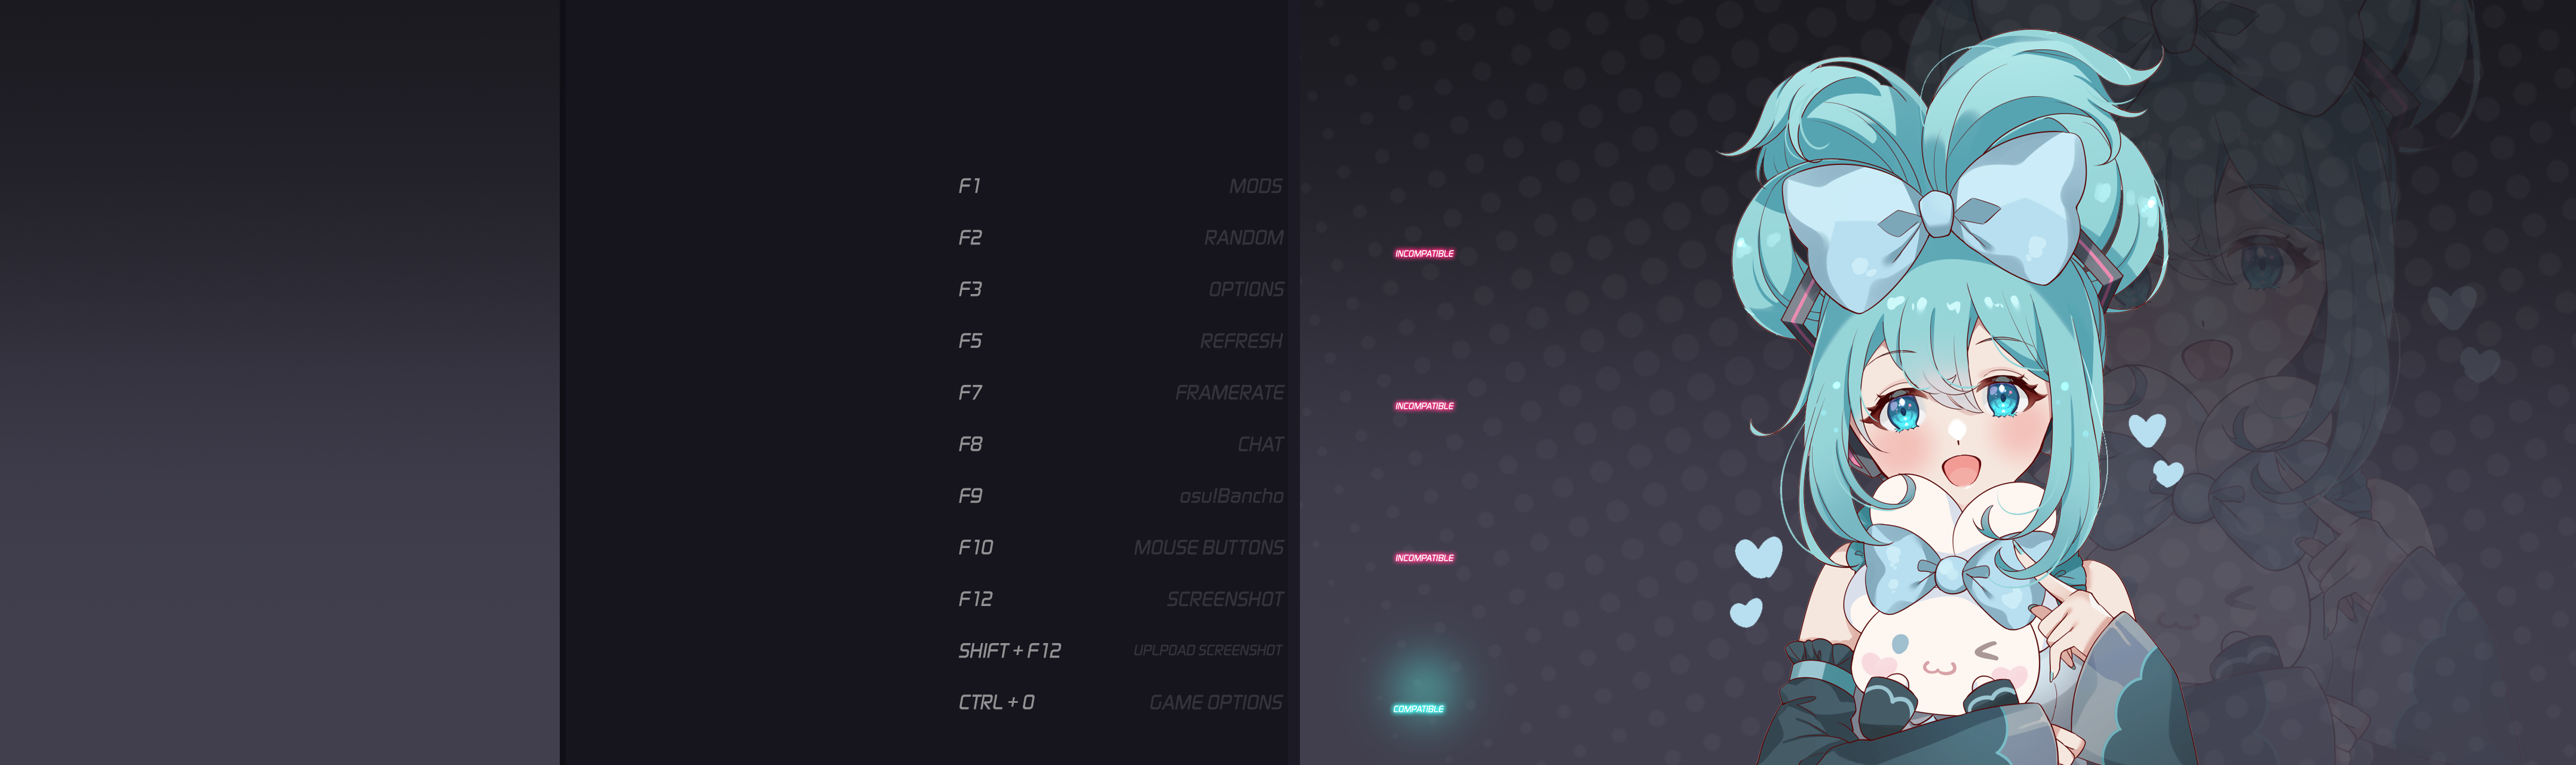 F1 MODS
F2 RANDOM
F3 OPTIONS
F5 REFRESH
F7 FRAMERATE
F8 CHAT
F9 osu!Bancho
F10 MOUSE BUTTONS
F12 SCREENSHOT
SHIFT + F12 UPLPOAD SCREENSHOT
CTRL + O GAME OPTIONS
INCOMPATIBLE
INCOMPATIBLE
INCOMPATIBLE
COMPATIBLE